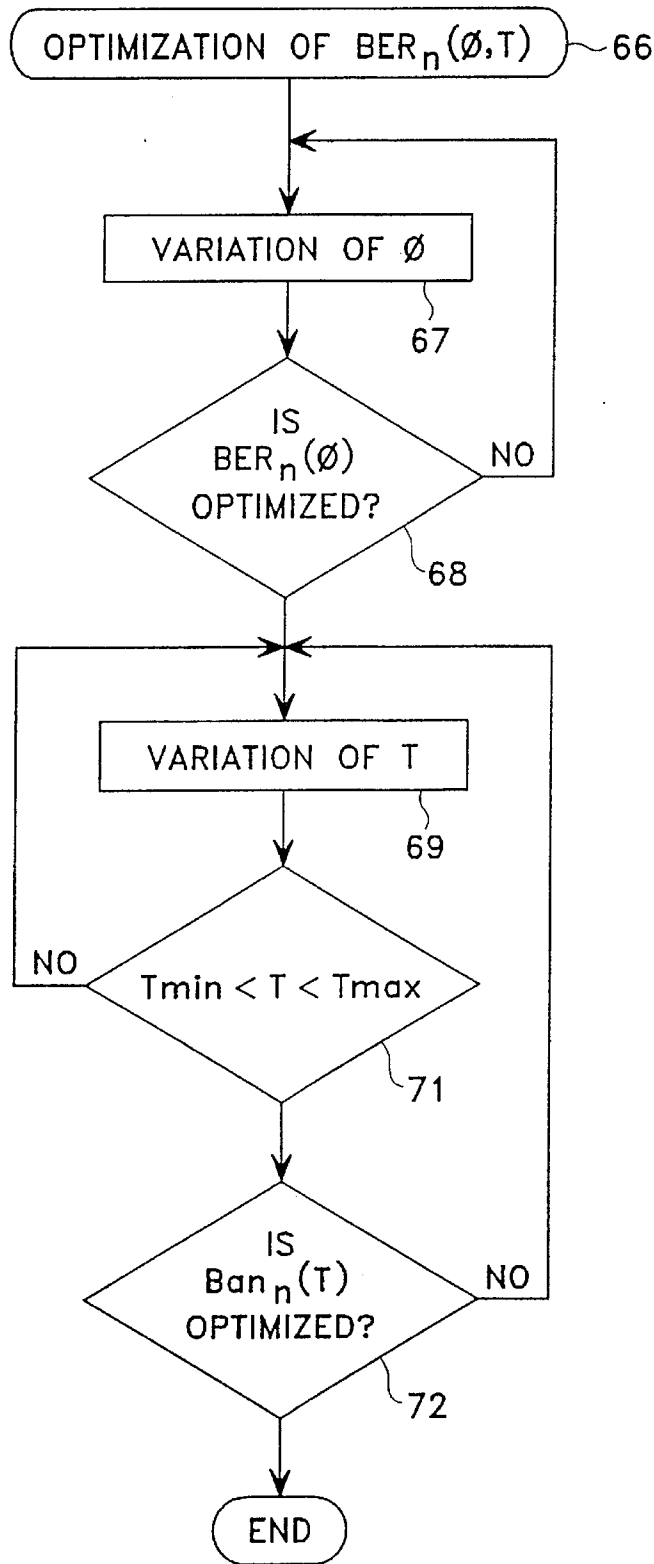 OPTIMIZATION OF BERn(Ø,T)
66
VARIATION OF Ø
67
IS
BERn(Ø)
OPTIMIZED?
NO
68
VARIATION OF T
69
NO
Tmin < T < Tmax
71
IS
Bann(T)
OPTIMIZED?
NO
72
END